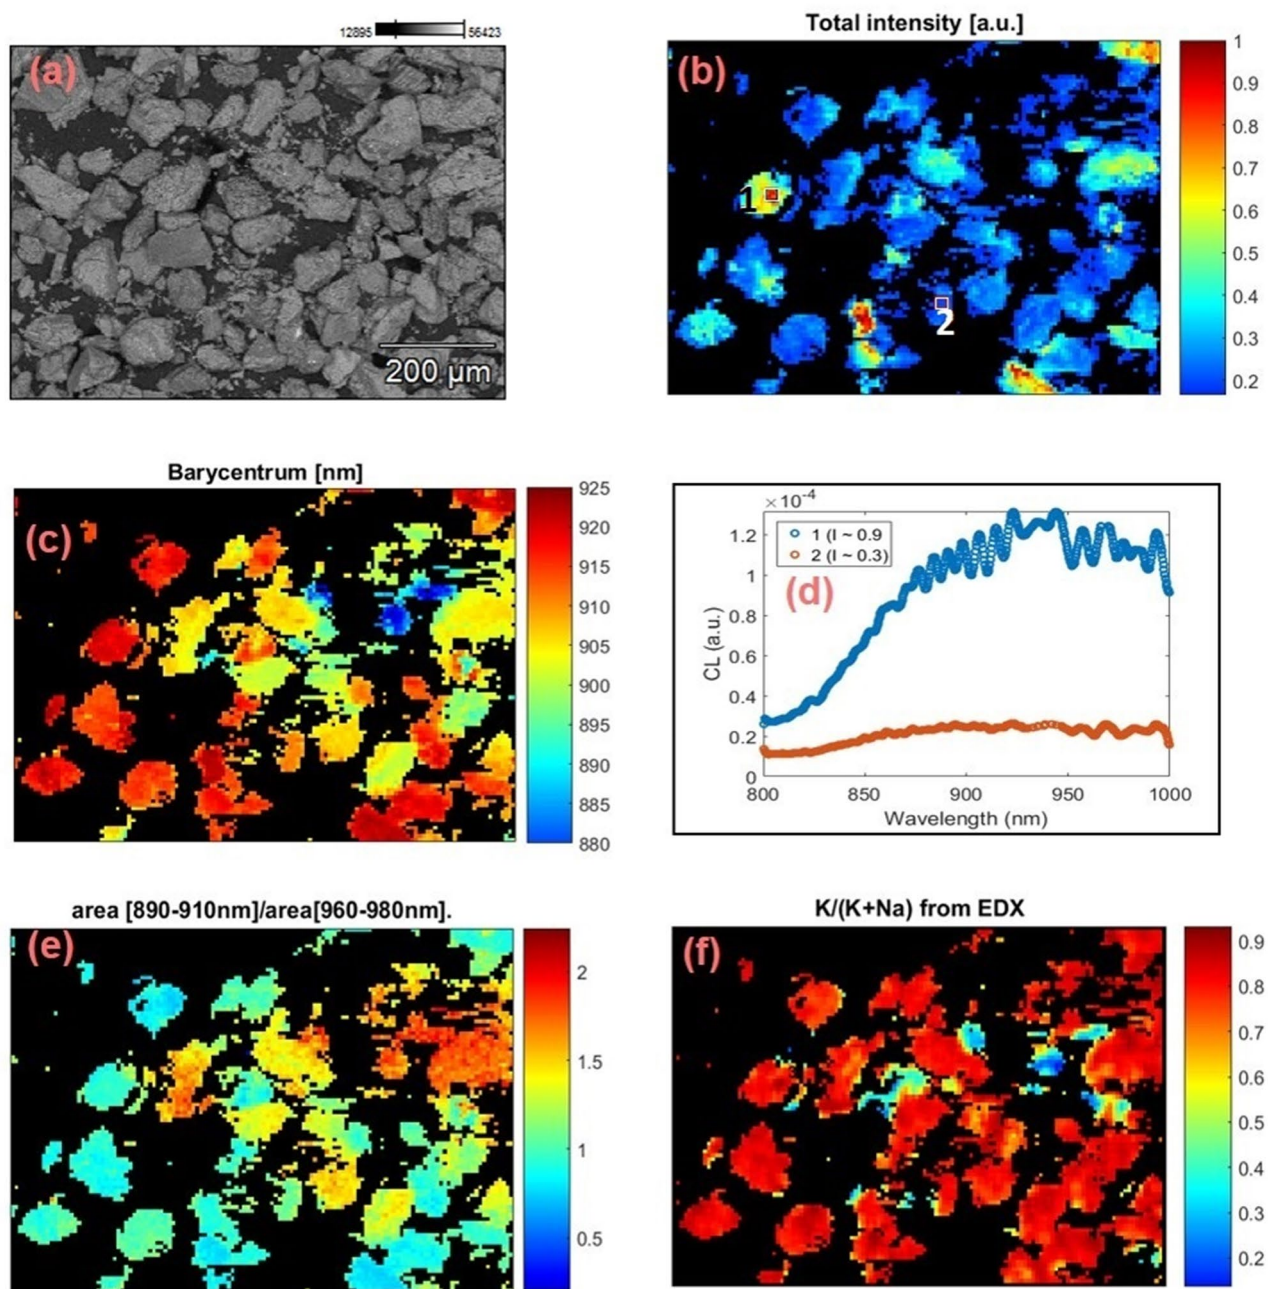 12895 56423
(a)
200 µm
Total intensity [a.u.]
(b)
1
2
1
0.9
0.8
0.7
0.6
0.5
0.4
0.3
0.2
Barycentrum [nm]
(c)
925
920
915
910
905
900
895
890
885
880
×10⁻⁴
1 (I ~ 0.9
2 (I ~ 0.3)
(d)
CL (a.u.)
1.2
1
0.8
0.6
0.4
0.2
0
800 850 900 950 1000
Wavelength (nm)
area [890-910nm]/area[960-980nm].
(e)
2
1.5
1
0.5
K/(K+Na) from EDX
(f)
0.9
0.8
0.7
0.6
0.5
0.4
0.3
0.2